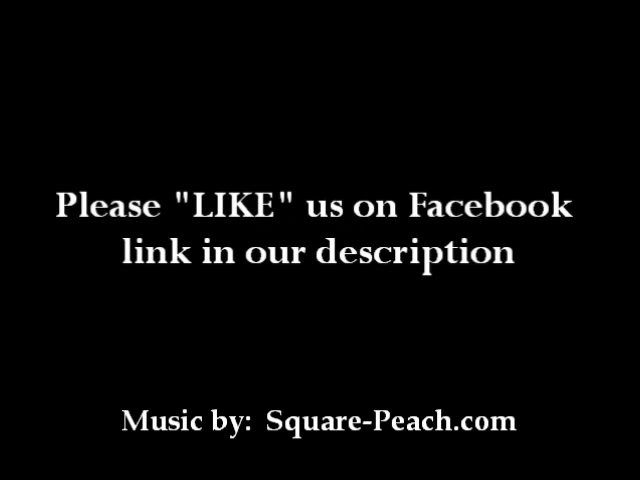 Please "LIKE" us on Facebook
link in our description
Music by: Square-Peach.com